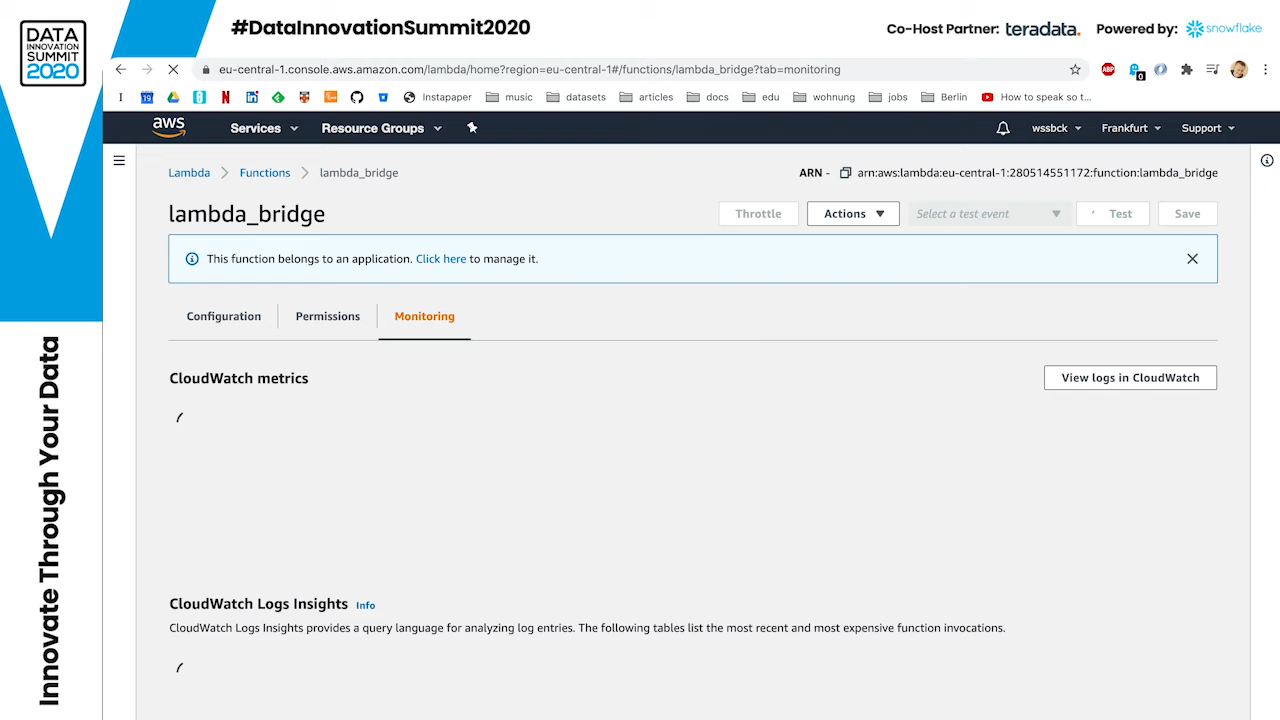 DATA
INNOVATION
SUMMIT
2020
#DataInnovationSummit2020
Co-Host Partner: teradata. Powered by: snowflake
eu-central-1.console.aws.amazon.com/lambda/home?region=eu-central-1#/functions/lambda_bridge?tab=monitoring
Instapaper music datasets articles docs edu wohnung jobs Berlin How to speak so t...
aws Services Resource Groups wssbck Frankfurt Support
Lambda Functions lambda_bridge ARN - arn:aws:lambda:eu-central-1:280514551172:function:lambda_bridge
lambda_bridge Throttle Actions Select a test event Test Save
This function belongs to an application. Click here to manage it.
Configuration Permissions Monitoring
CloudWatch metrics View logs in CloudWatch
CloudWatch Logs Insights Info
CloudWatch Logs Insights provides a query language for analyzing log entries. The following tables list the most recent and most expensive function invocations.
Innovate Through Your Data